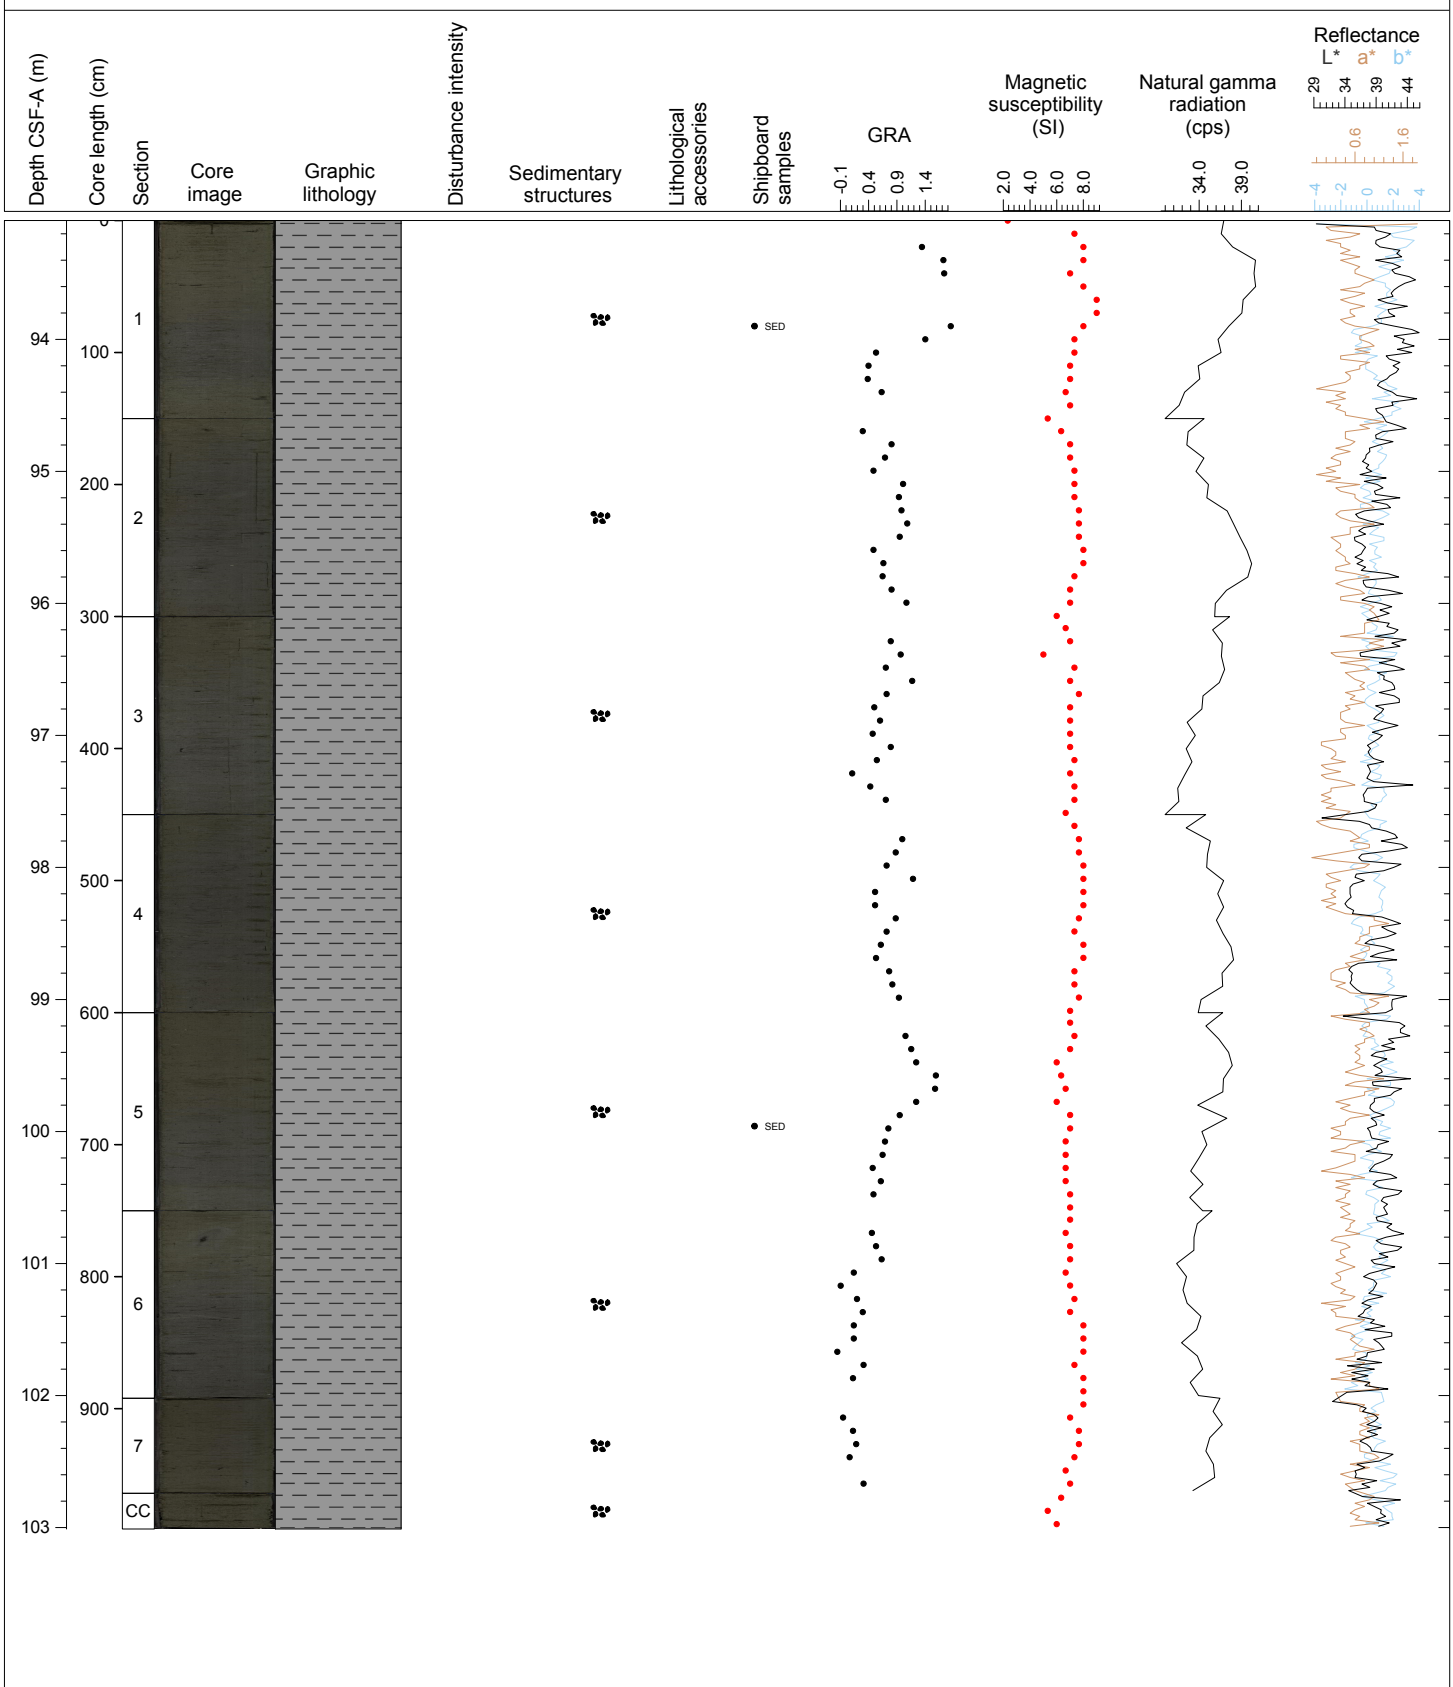 Depth CSF-A (m)
Core length (cm)
Section
Core
image
Graphic
lithology
Disturbance intensity
Sedimentary
structures
Lithological
accessories
Shipboard
samples
GRA
-0.1 0.4 0.9 1.4
Magnetic
susceptibility
(SI)
2.0 4.0 6.0 8.0
Natural gamma
radiation
(cps)
34.0 39.0
Reflectance
L* a* b*
29 34 39 44
0.6 1.6
-4 -2 0 2 4
0
1
SED
94
100
95
200
2
96
300
3
97
400
98
500
4
99
600
5
100
SED
700
101
800
6
102
900
7
CC
103